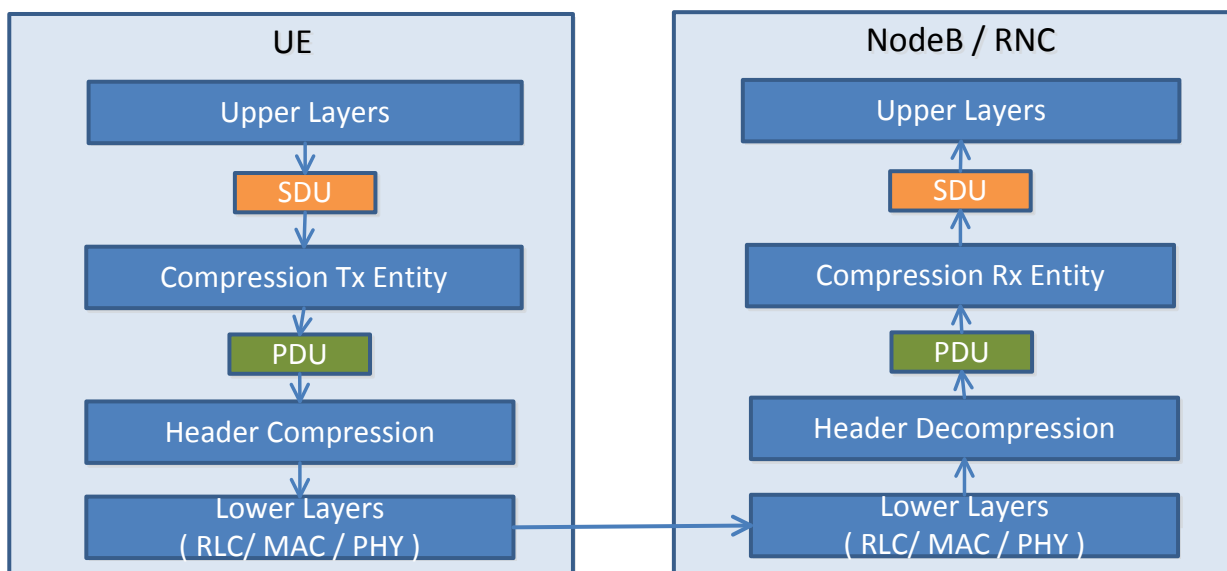 UE
Upper Layers
SDU
Compression Tx Entity
PDU
Header Compression
Lower Layers
( RLC/ MAC / PHY )
NodeB / RNC
Upper Layers
SDU
Compression Rx Entity
PDU
Header Decompression
Lower Layers
( RLC/ MAC / PHY )